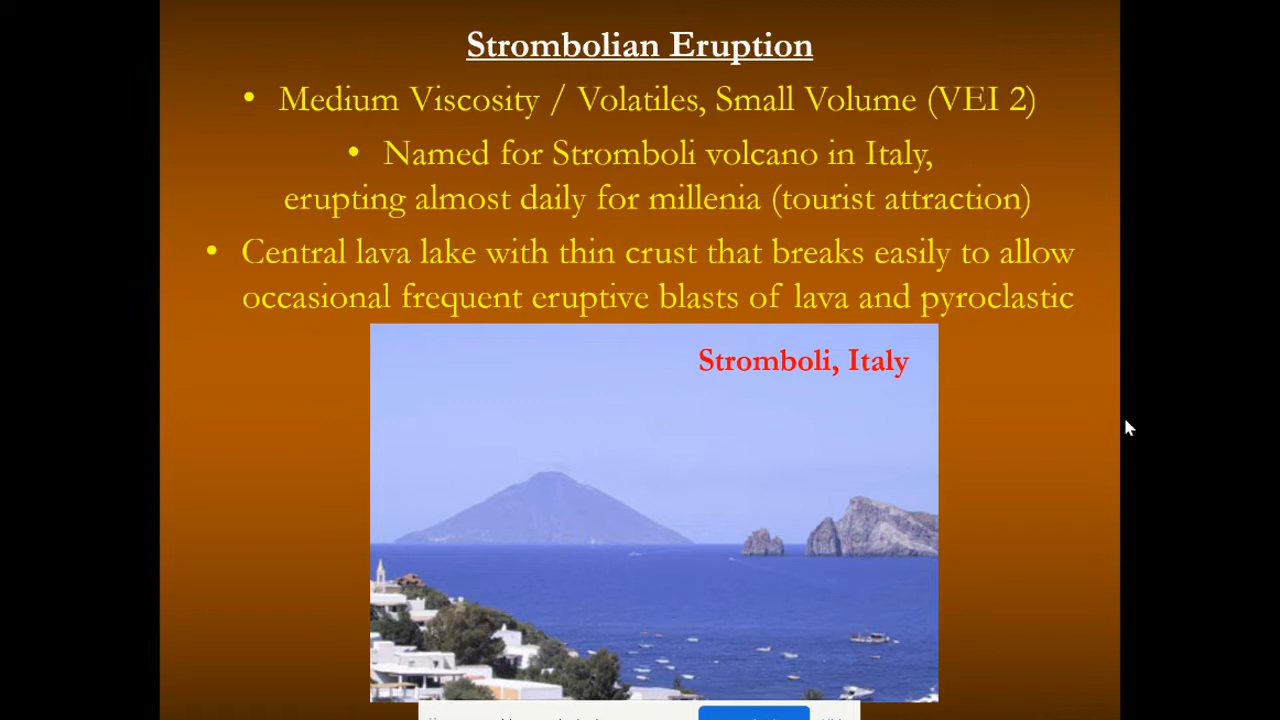 Strombolian Eruption
• Medium Viscosity / Volatiles, Small Volume (VEI 2)
• Named for Stromboli volcano in Italy,
erupting almost daily for millenia (tourist attraction)
• Central lava lake with thin crust that breaks easily to allow
occasional frequent eruptive blasts of lava and pyroclastic
Stromboli, Italy